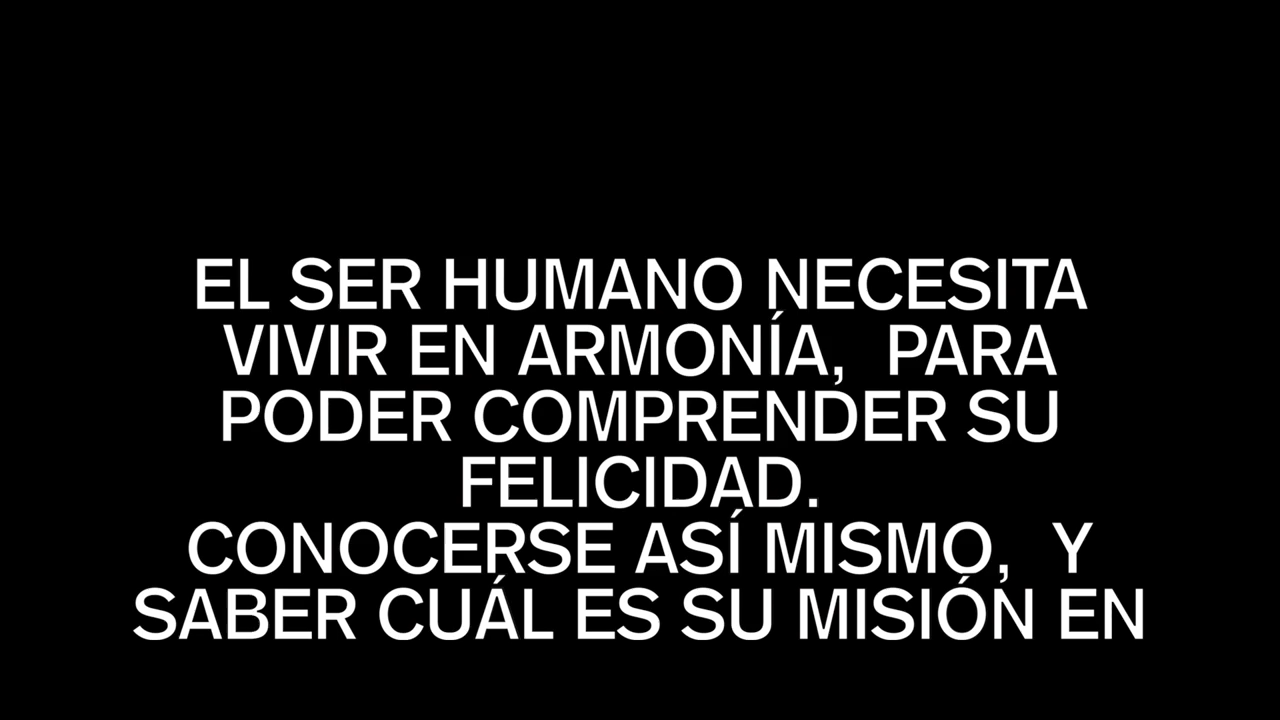 EL SER HUMANO NECESITA
VIVIR EN ARMONÍA,  PARA
PODER COMPRENDER SU
FELICIDAD.
CONOCERSE ASÍ MISMO,  Y
SABER CUÁL ES SU MISIÓN EN